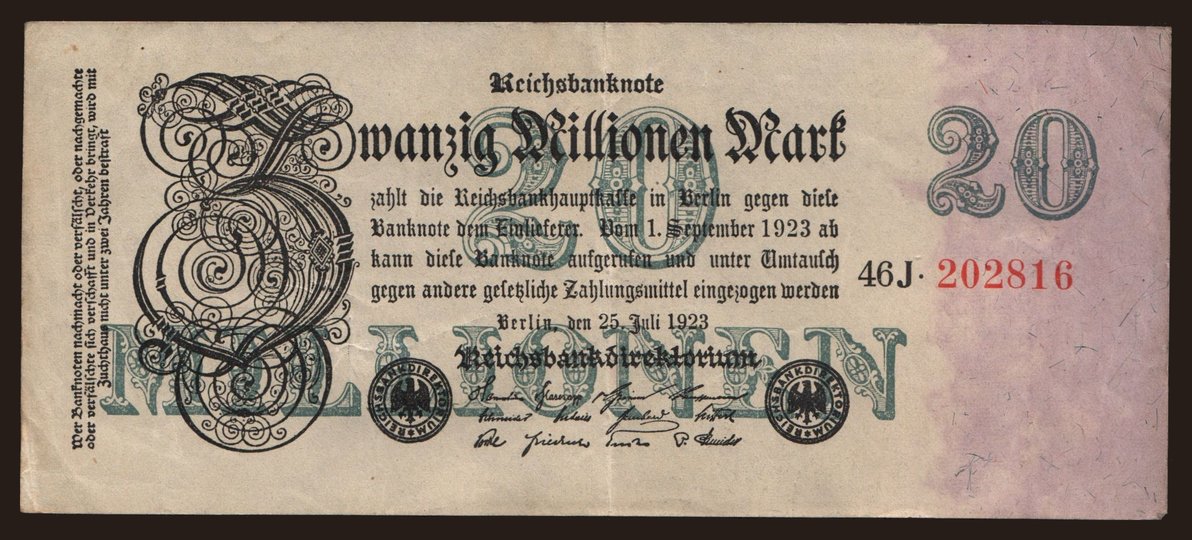 Reichsbanknote
Zwanzig Millionen Mark
20
20
zahlt die Reichsbankhauptkasse in Berlin gegen diese
Banknote dem Einlieferer. Vom 1. September 1923 ab
kann diese Banknote aufgerufen und unter Umtausch
gegen andere gesetzliche Zahlungsmittel eingezogen werden
46J· 202816
Berlin, den 25. Juli 1923
MILLIONEN
Reichsbankdirektorium
REICHSBANKDIREKTORIUM
REICHSBANKDIREKTORIUM
Wer Banknoten nachmacht oder verfälscht, oder nachgemachte
oder verfälschte sich verschafft und in Verkehr bringt, wird mit
Zuchthaus nicht unter zwei Jahren bestraft